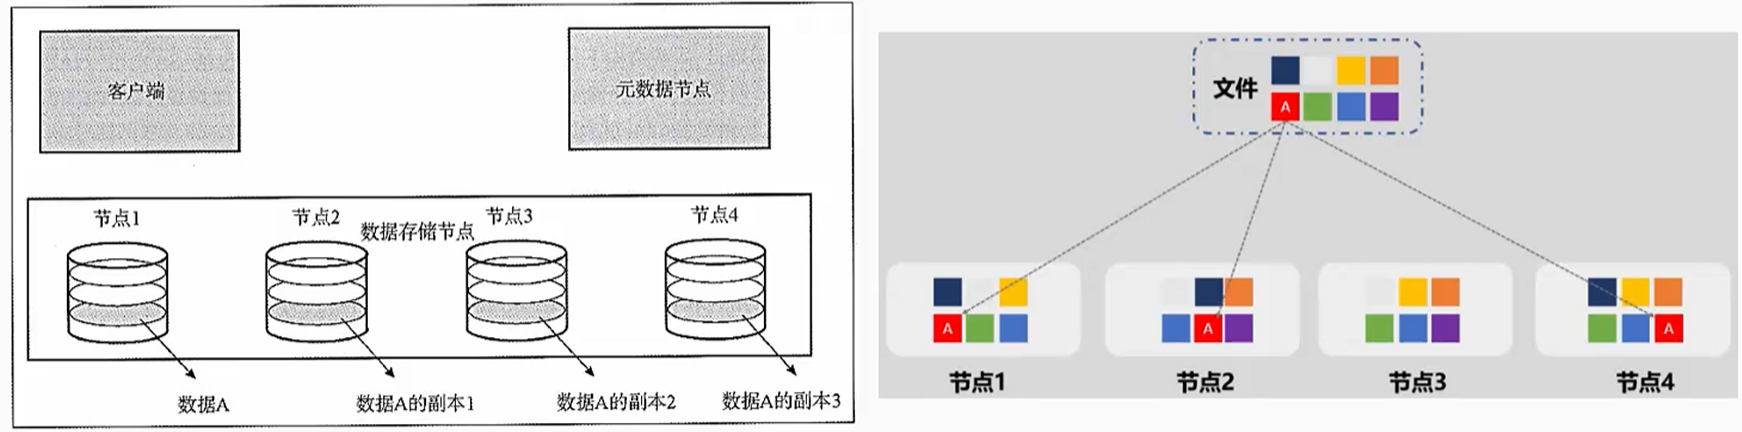 客户端
元数据节点
节点1
节点2
数据存储节点
节点3
节点4
数据A
数据A的副本1
数据A的副本2
数据A的副本3
文件
A
A
A
A
节点1
节点2
节点3
节点4